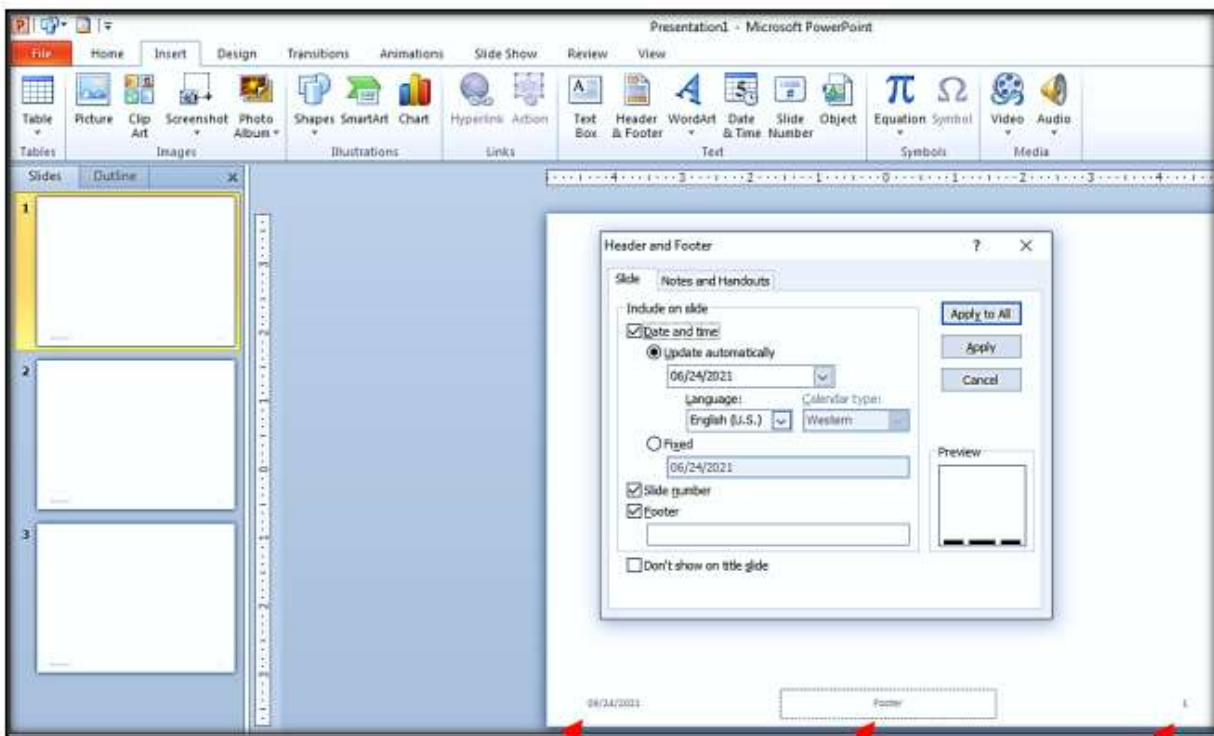 Presentation1 - Microsoft PowerPoint
File Home Insert Design Transitions Animations Slide Show Review View
Table Picture Clip Art Screenshot Photo Album Shapes SmartArt Chart Hyperlink Action Text Box Header & Footer WordArt Date & Time Slide Number Object Equation Symbol Video Audio
Tables Images Illustrations Links Text Symbols Media
Slides Outline
1
2
3
Header and Footer
Slide Notes and Handouts
Include on slide
Date and time
Update automatically
06/24/2021
Language: Calendar type:
English (U.S.) Western
Fixed
06/24/2021
Slide number
Footer
Don't show on title slide
Apply to All
Apply
Cancel
Preview
06/24/2021 Footer 1